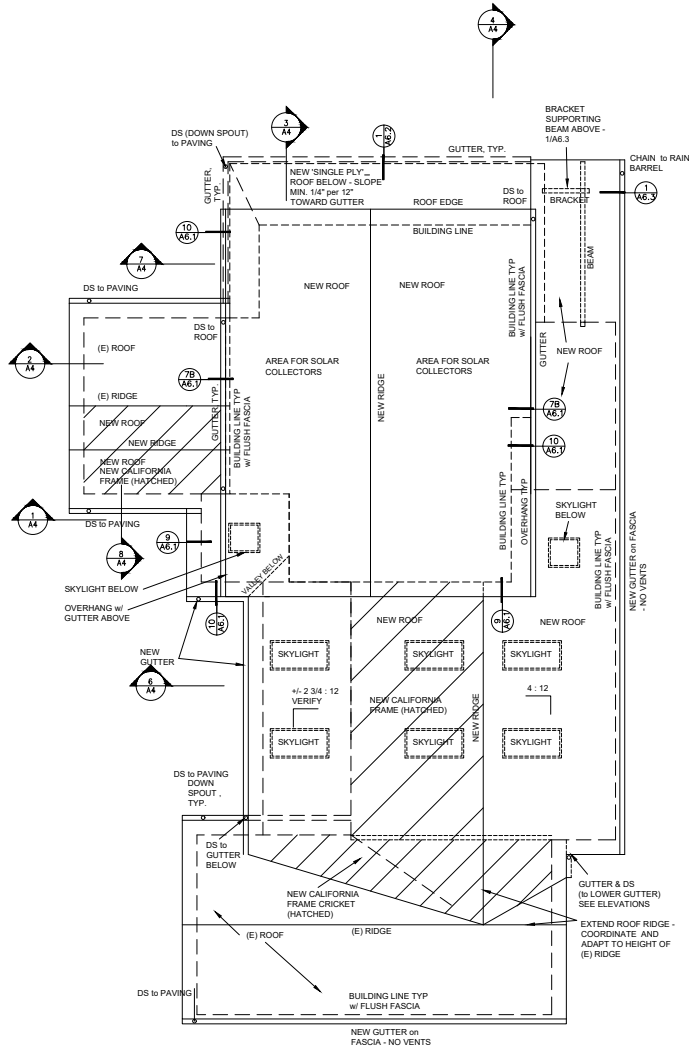 4
A4
3
A4
1
A6.2
BRACKET
SUPPORTING
BEAM ABOVE -
1/A6.3
DS (DOWN SPOUT)
to PAVING
GUTTER, TYP.
CHAIN to RAIN
BARREL
GUTTER,
TYP.
NEW 'SINGLE PLY'
ROOF BELOW - SLOPE
MIN. 1/4" per 12"
TOWARD GUTTER
ROOF EDGE
DS to
ROOF
BRACKET
1
A6.3
10
A6.1
BUILDING LINE
BEAM
7
A4
NEW ROOF
NEW ROOF
BUILDING LINE TYP
w/ FLUSH FASCIA
DS to PAVING
DS to
ROOF
(E) ROOF
2
A4
AREA FOR SOLAR
COLLECTORS
AREA FOR SOLAR
COLLECTORS
GUTTER
NEW ROOF
7B
A6.1
(E) RIDGE
GUTTER, TYP.
BUILDING LINE TYP
w/ FLUSH FASCIA
NEW RIDGE
7B
A6.1
NEW ROOF
NEW RIDGE
10
A6.1
NEW ROOF
NEW CALIFORNIA
FRAME (HATCHED)
1
A4
DS to PAVING
BUILDING LINE TYP
OVERHANG TYP
SKYLIGHT
BELOW
9
A6.1
8
A4
VALLEY BELOW
BUILDING LINE TYP
w/ FLUSH FASCIA
NEW GUTTER on FASCIA
- NO VENTS
SKYLIGHT BELOW
OVERHANG w/
GUTTER ABOVE
10
A6.1
9
A6.1
NEW ROOF
NEW ROOF
NEW
GUTTER
SKYLIGHT
SKYLIGHT
SKYLIGHT
6
A4
+/- 2 3/4 : 12
VERIFY
NEW CALIFORNIA
FRAME (HATCHED)
NEW RIDGE
4 : 12
SKYLIGHT
SKYLIGHT
SKYLIGHT
DS to PAVING
DOWN
SPOUT ,
TYP.
DS to
GUTTER
BELOW
NEW CALIFORNIA
FRAME CRICKET
(HATCHED)
GUTTER & DS
(to LOWER GUTTER)
SEE ELEVATIONS
(E) ROOF
(E) RIDGE
EXTEND ROOF RIDGE -
COORDINATE AND
ADAPT TO HEIGHT OF
(E) RIDGE
DS to PAVING
BUILDING LINE TYP
w/ FLUSH FASCIA
NEW GUTTER on
FASCIA - NO VENTS